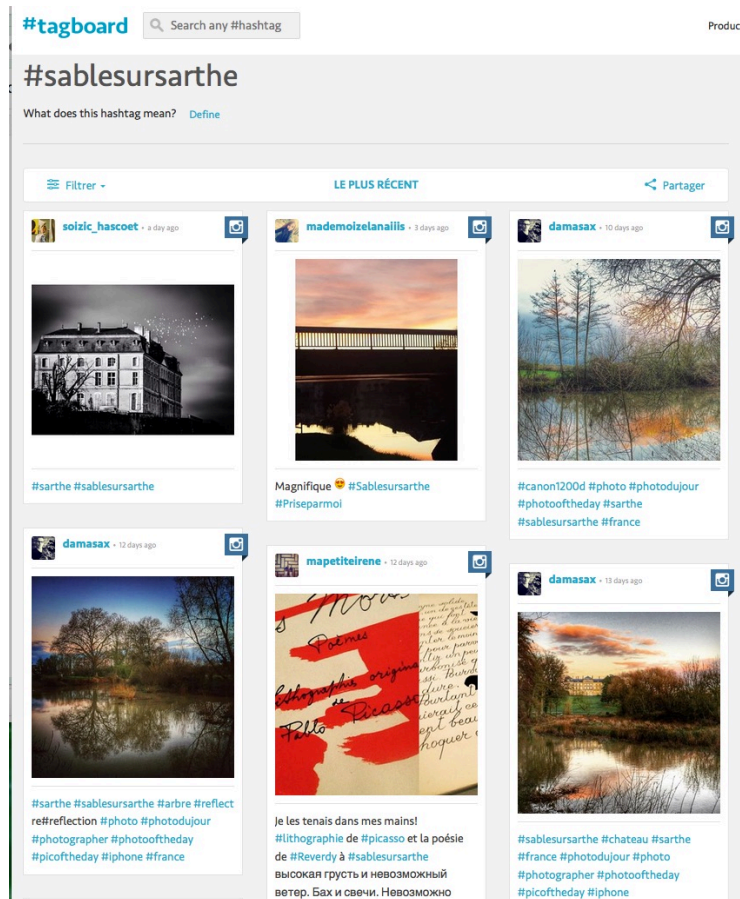 #tagboard
Search any #hashtag
Produc
#sablesursarthe
What does this hashtag mean? Define
Filtrer
LE PLUS RÉCENT
Partager
soizic_hascoet • a day ago
#sarthe #sablesursarthe
mademoizelanaiiis • 3 days ago
Magnifique 😍 #Sablesursarthe
#Priseparmoi
damasax • 10 days ago
#canon1200d #photo #photodujour
#photooftheday #sarthe
#sablesursarthe #france
damasax • 12 days ago
#sarthe #sablesursarthe #arbre #reflect
re#reflection #photo #photodujour
#photographer #photooftheday
#picoftheday #iphone #france
mapetiteirene • 12 days ago
Poèmes
lithographie origina
de
Pablo Picasso
Je les tenais dans mes mains!
#lithographie de #picasso et la poésie
de #Reverdy à #sablesursarthe
высокая грусть и невозможный
ветер. Бах и свечи. Невозможно
damasax • 13 days ago
#sablesursarthe #chateau #sarthe
#france #photodujour #photo
#photographer #photooftheday
#picoftheday #iphone